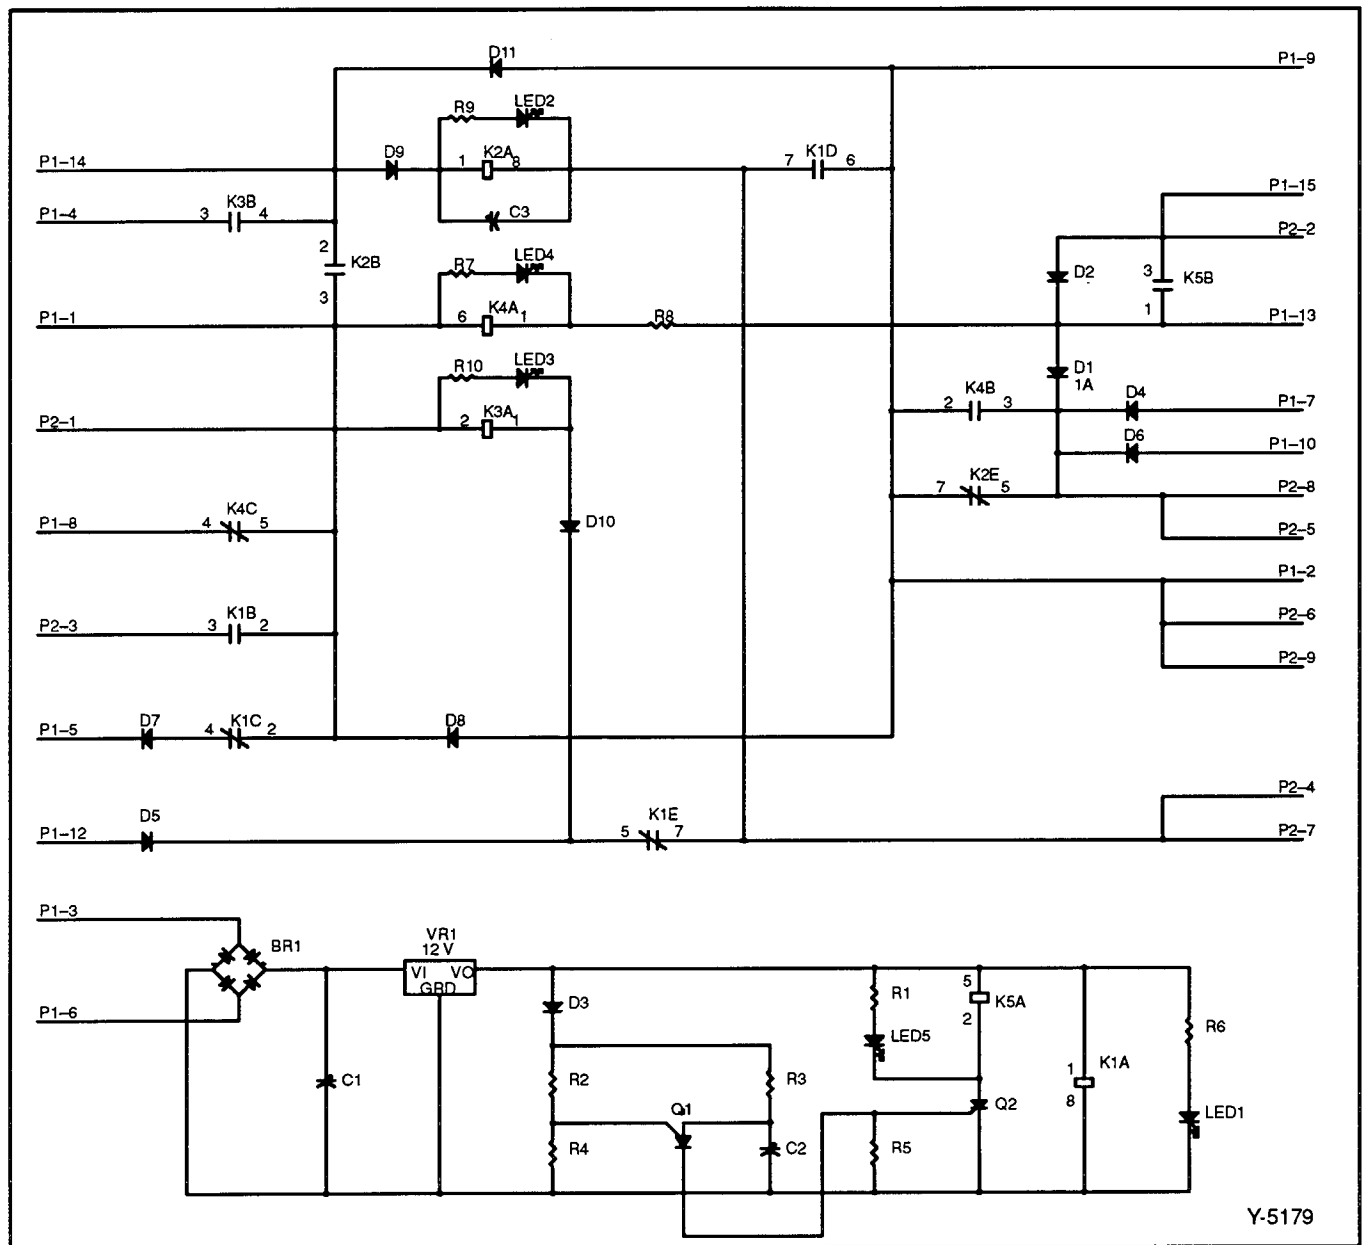 D11
P1-9
R9
LED2
P1-14
D9
1
K2A
8
7
K1D
6
P1-15
P1-4
3
K3B
4
C3
P2-2
2
K2B
3
R7
LED4
D2
3
K5B
1
P1-1
6
K4A
1
R8
P1-13
R10
LED3
D1
1A
K4B
2
3
D4
P1-7
P2-1
2
K3A
1
D6
P1-10
7
K2E
5
P2-8
P1-8
4
K4C
5
D10
P2-5
P1-2
P2-3
3
K1B
2
P2-6
P2-9
P1-5
D7
4
K1C
2
D8
P2-4
P1-12
D5
5
K1E
7
P2-7
P1-3
BR1
VR1
12 V
VI VO
GRD
P1-6
D3
R1
5
K5A
2
R6
LED5
C1
R2
R3
1
K1A
8
Q1
Q2
LED1
R4
C2
R5
Y-5179